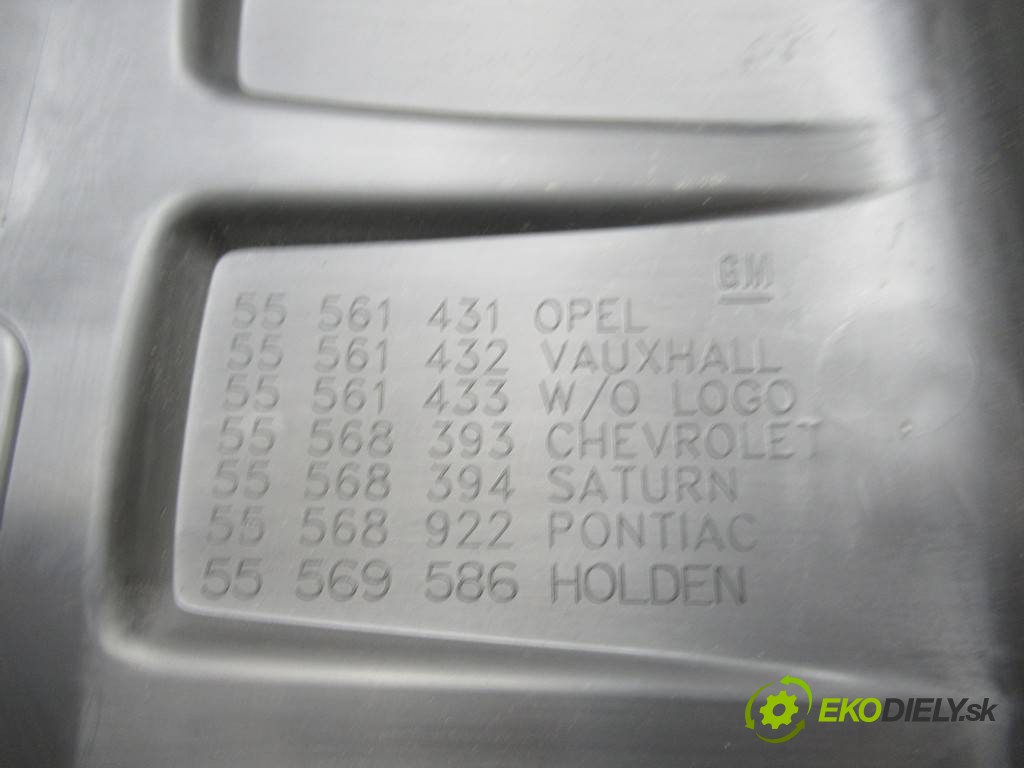 GM
55 561 431 OPEL
55 561 432 VAUXHALL
55 561 433 W/O LOGO
55 568 393 CHEVROLET
55 568 394 SATURN
55 568 922 PONTIAC
55 569 586 HOLDEN
EKODIELY.sk